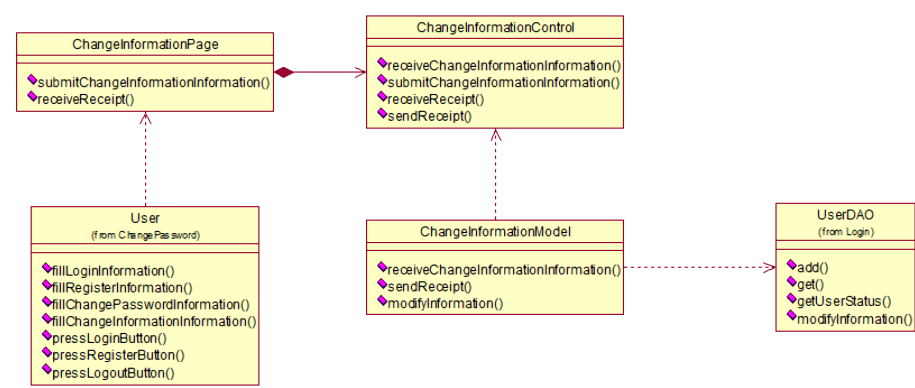 ChangeInformationPage
submitChangeInformationInformation()
receiveReceipt()
ChangeInformationControl
receiveChangeInformationInformation()
submitChangeInformationInformation()
receiveReceipt()
sendReceipt()
User
(from ChangePassword)
fillLoginInformation()
fillRegisterInformation()
fillChangePasswordInformation()
fillChangeInformationInformation()
pressLoginButton()
pressRegisterButton()
pressLogoutButton()
ChangeInformationModel
receiveChangeInformationInformation()
sendReceipt()
modifyInformation()
UserDAO
(from Login)
add()
get()
getUserStatus()
modifyInformation()